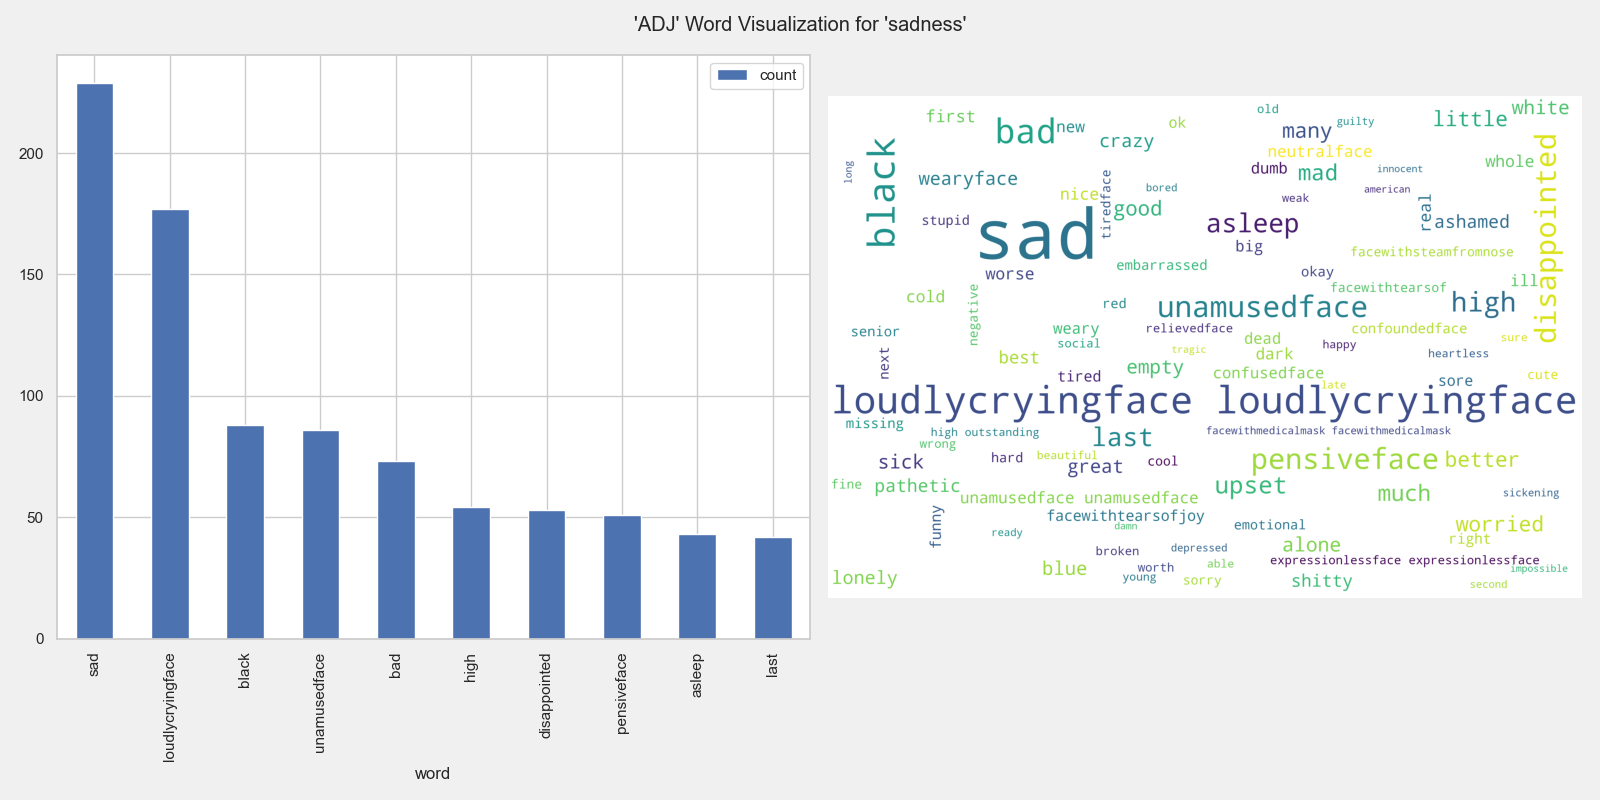 'ADJ' Word Visualization for 'sadness'
count
200
150
100
50
0
sad
loudlycryingface
black
unamusedface
bad
high
disappointed
pensiveface
asleep
last
word
first
bad
new
crazy
ok
old
many
guilty
little
white
black
long
wearyface
nice
tiredface
bored
dumb
neutralface
mad
innocent
american
whole
disappointed
stupid
sad
good
weak
asleep
big
real
ashamed
worse
embarrassed
okay
facewithsteamfromnose
facewithtearsof
ill
cold
negative
red
unamusedface
high
senior
weary
social
relievedface
dead
confoundedface
happy
sure
next
best
tragic
dark
heartless
tired
empty
confusedface
late
sore
cute
loudlycryingface loudlycryingface
missing
high outstanding
wrong
last
facewithmedicalmask facewithmedicalmask
sick
hard
beautiful
great
cool
pensiveface
better
fine
pathetic
unamusedface unamusedface
upset
much
sickening
funny
facewithtearsofjoy
damn
ready
emotional
worried
right
broken
depressed
alone
lonely
blue
worth
young
able
sorry
expressionlessface expressionlessface
impossible
shitty
second